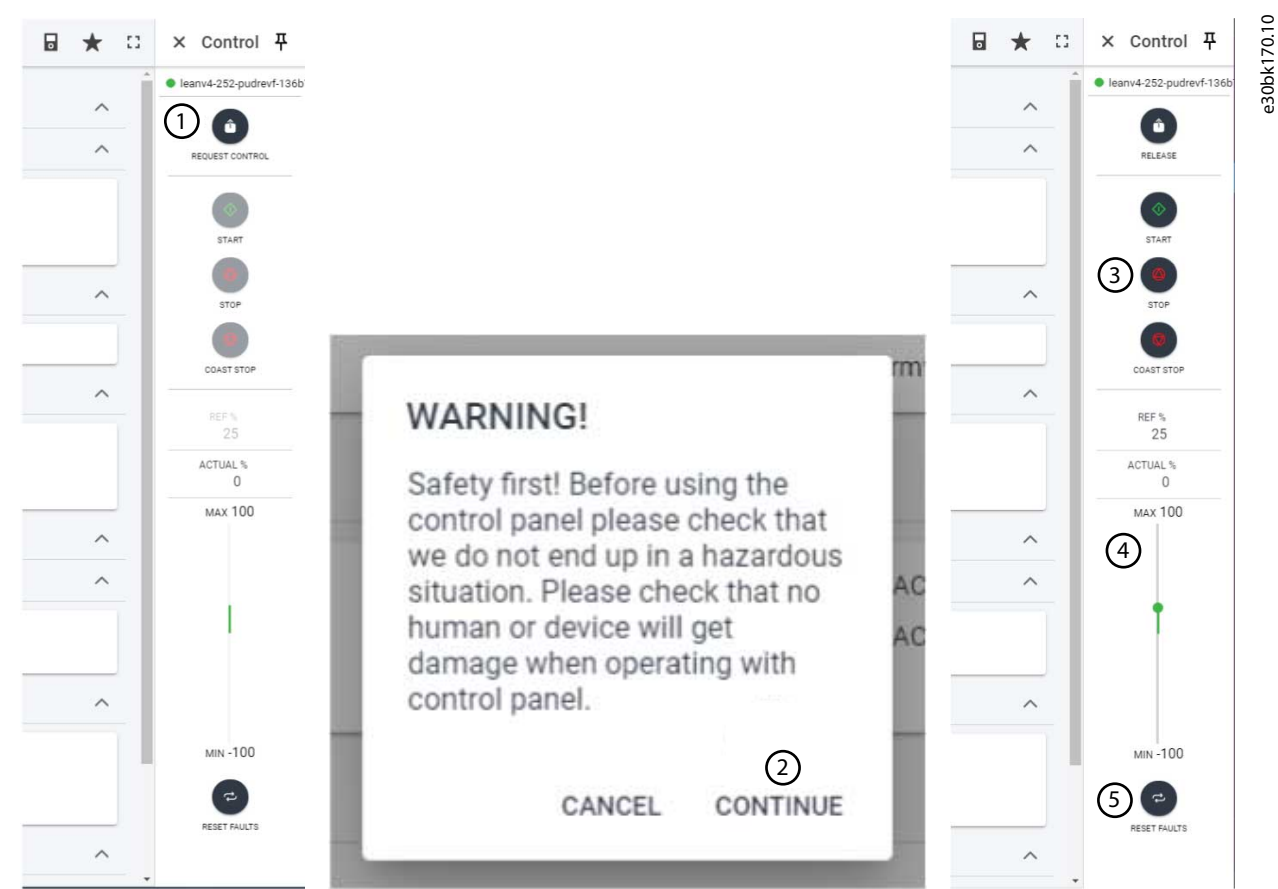 Control
leanv4-252-pudrevf-136b
1
REQUEST CONTROL
START
STOP
COAST STOP
REF %
25
ACTUAL %
0
MAX 100
MIN -100
RESET FAULTS
WARNING!
Safety first! Before using the
control panel please check that
we do not end up in a hazardous
situation. Please check that no
human or device will get
damage when operating with
control panel.
2
CANCEL CONTINUE
rm
AC
AC
Control
leanv4-252-pudrevf-136b
RELEASE
START
3
STOP
COAST STOP
REF %
25
ACTUAL %
0
MAX 100
4
MIN -100
5
RESET FAULTS
e30bk170.10